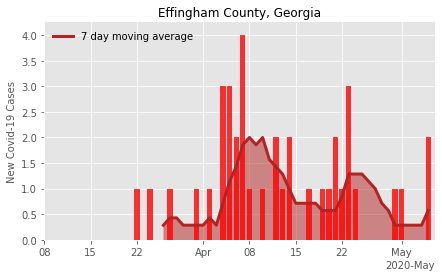 Effingham County, Georgia
7 day moving average
New Covid-19 Cases
4.0
3.5
3.0
2.5
2.0
1.5
1.0
0.5
0.0
08 15 22 Apr 08 15 22 May
2020-May